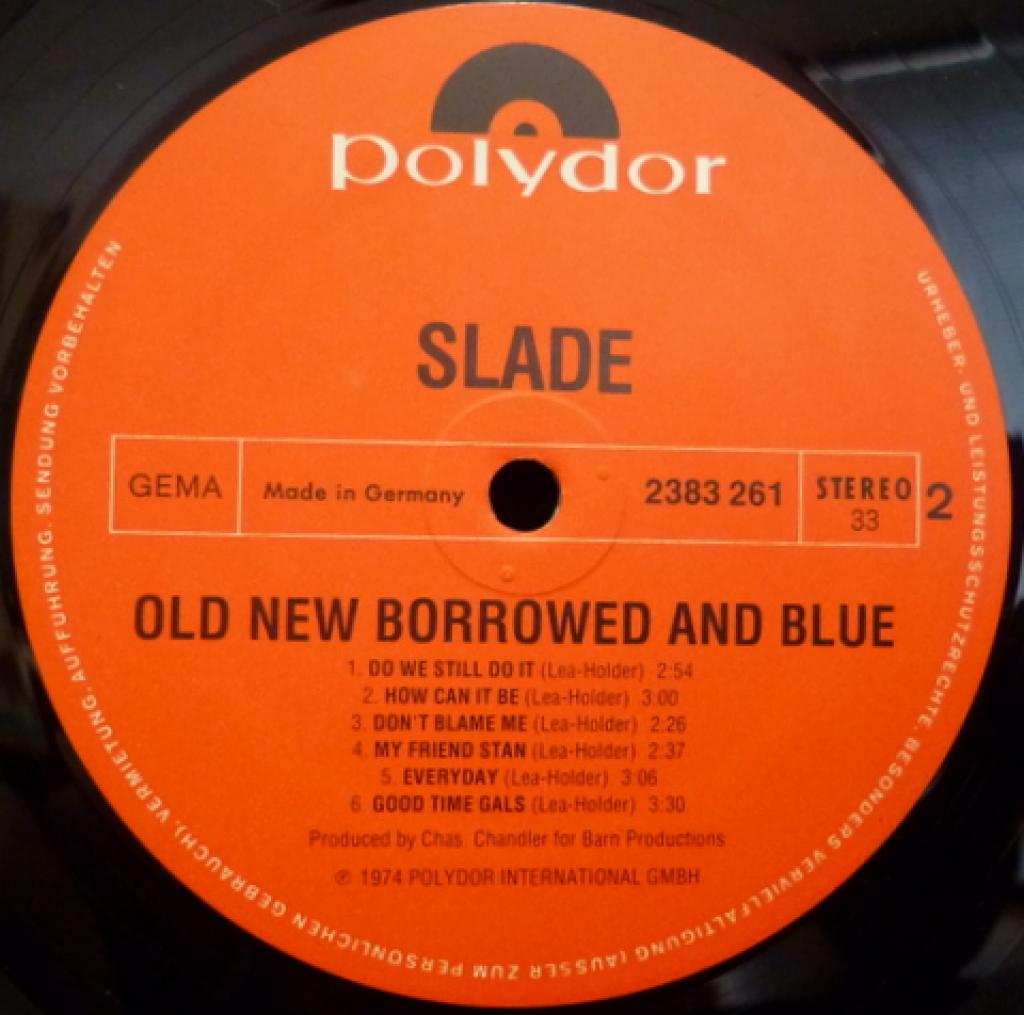 polydor
SLADE
GEMA
Made in Germany
2383 261
STEREO
33
2
OLD NEW BORROWED AND BLUE
1. DO WE STILL DO IT (Lea-Holder) 2:54
2. HOW CAN IT BE (Lea-Holder) 3:00
3. DON'T BLAME ME (Lea-Holder) 2:26
4. MY FRIEND STAN (Lea-Holder) 2:37
5. EVERYDAY (Lea-Holder) 3:06
6. GOOD TIME GALS (Lea-Holder) 3:30
Produced by Chas. Chandler for Barn Productions
℗ 1974 POLYDOR INTERNATIONAL GMBH
URHEBER- UND LEISTUNGSSCHUTZRECHTE, BESONDERS VERVIELFÄLTIGUNG (AUSSER ZUM PERSÖNLICHEN GEBRAUCH), VERMIETUNG, AUFFÜHRUNG, SENDUNG VORBEHALTEN